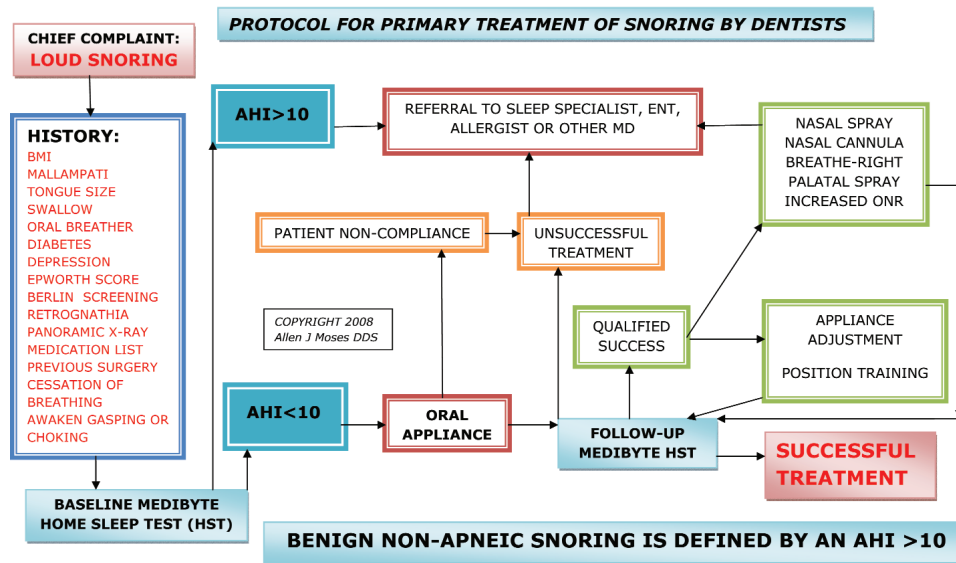 PROTOCOL FOR PRIMARY TREATMENT OF SNORING BY DENTISTS
CHIEF COMPLAINT:
LOUD SNORING
HISTORY:
BMI
MALLAMPATI
TONGUE SIZE
SWALLOW
ORAL BREATHER
DIABETES
DEPRESSION
EPWORTH SCORE
BERLIN SCREENING
RETROGNATHIA
PANORAMIC X-RAY
MEDICATION LIST
PREVIOUS SURGERY
CESSATION OF
BREATHING
AWAKEN GASPING OR
CHOKING
BASELINE MEDIBYTE
HOME SLEEP TEST (HST)
AHI>10
REFERRAL TO SLEEP SPECIALIST, ENT,
ALLERGIST OR OTHER MD
NASAL SPRAY
NASAL CANNULA
BREATHE-RIGHT
PALATAL SPRAY
INCREASED ONR
PATIENT NON-COMPLIANCE
UNSUCCESSFUL
TREATMENT
COPYRIGHT 2008
Allen J Moses DDS
QUALIFIED
SUCCESS
APPLIANCE
ADJUSTMENT
POSITION TRAINING
AHI<10
ORAL
APPLIANCE
FOLLOW-UP
MEDIBYTE HST
SUCCESSFUL
TREATMENT
BENIGN NON-APNEIC SNORING IS DEFINED BY AN AHI >10